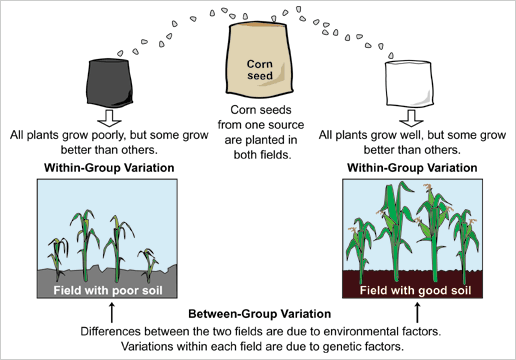 Corn
seed
Corn seeds
from one source
are planted in
both fields.
All plants grow poorly, but some grow
better than others.
Within-Group Variation
Field with poor soil
All plants grow well, but some grow
better than others.
Within-Group Variation
Field with good soil
Between-Group Variation
Differences between the two fields are due to environmental factors.
Variations within each field are due to genetic factors.